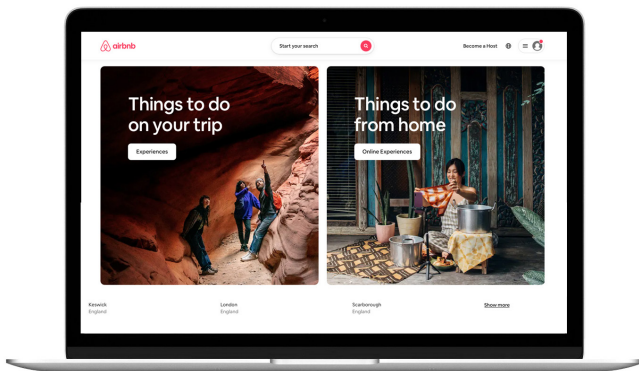 airbnb
Start your search
Become a Host
Things to do
on your trip
Experiences
Things to do
from home
Online Experiences
Keswick
England
London
England
Scarborough
England
Show more